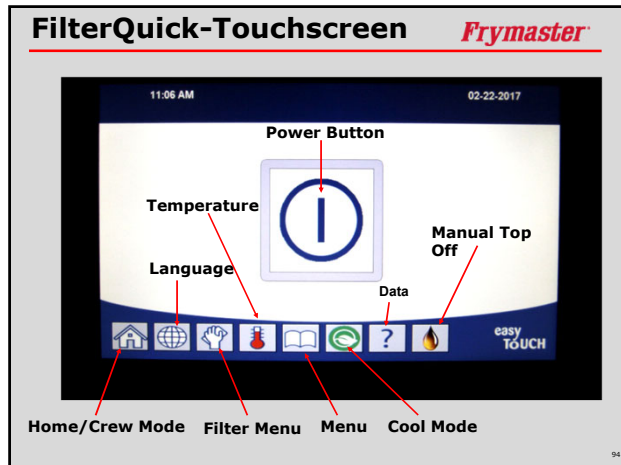 FilterQuick-Touchscreen
Frymaster
11:06 AM
02-22-2017
Power Button
Temperature
Manual Top
Off
Language
Data
?
easy
TOUCH
Home/Crew Mode
Filter Menu
Menu
Cool Mode
94